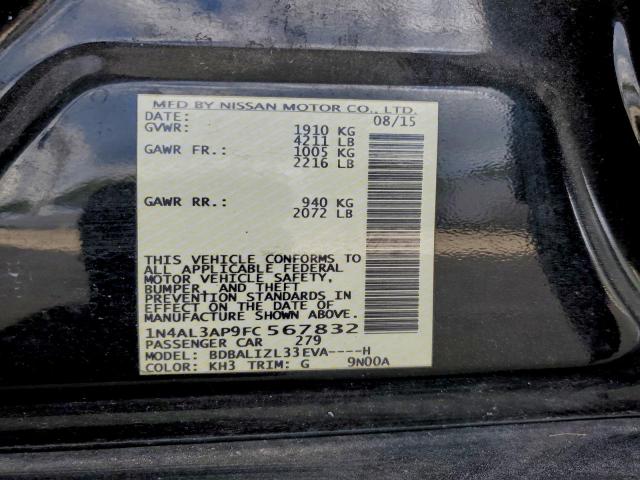 MFD BY NISSAN MOTOR CO., LTD.
DATE: 08/15
GVWR: 1910 KG
4211 LB
GAWR FR.: 1005 KG
2216 LB
GAWR RR.: 940 KG
2072 LB
THIS VEHICLE CONFORMS TO
ALL APPLICABLE FEDERAL
MOTOR VEHICLE SAFETY,
BUMPER, AND THEFT
PREVENTION STANDARDS IN
EFFECT ON THE DATE OF
MANUFACTURE SHOWN ABOVE.
1N4AL3AP9FC567832
PASSENGER CAR 279
MODEL: BDBALIZL33EVA----H
COLOR: KH3 TRIM: G 9N00A